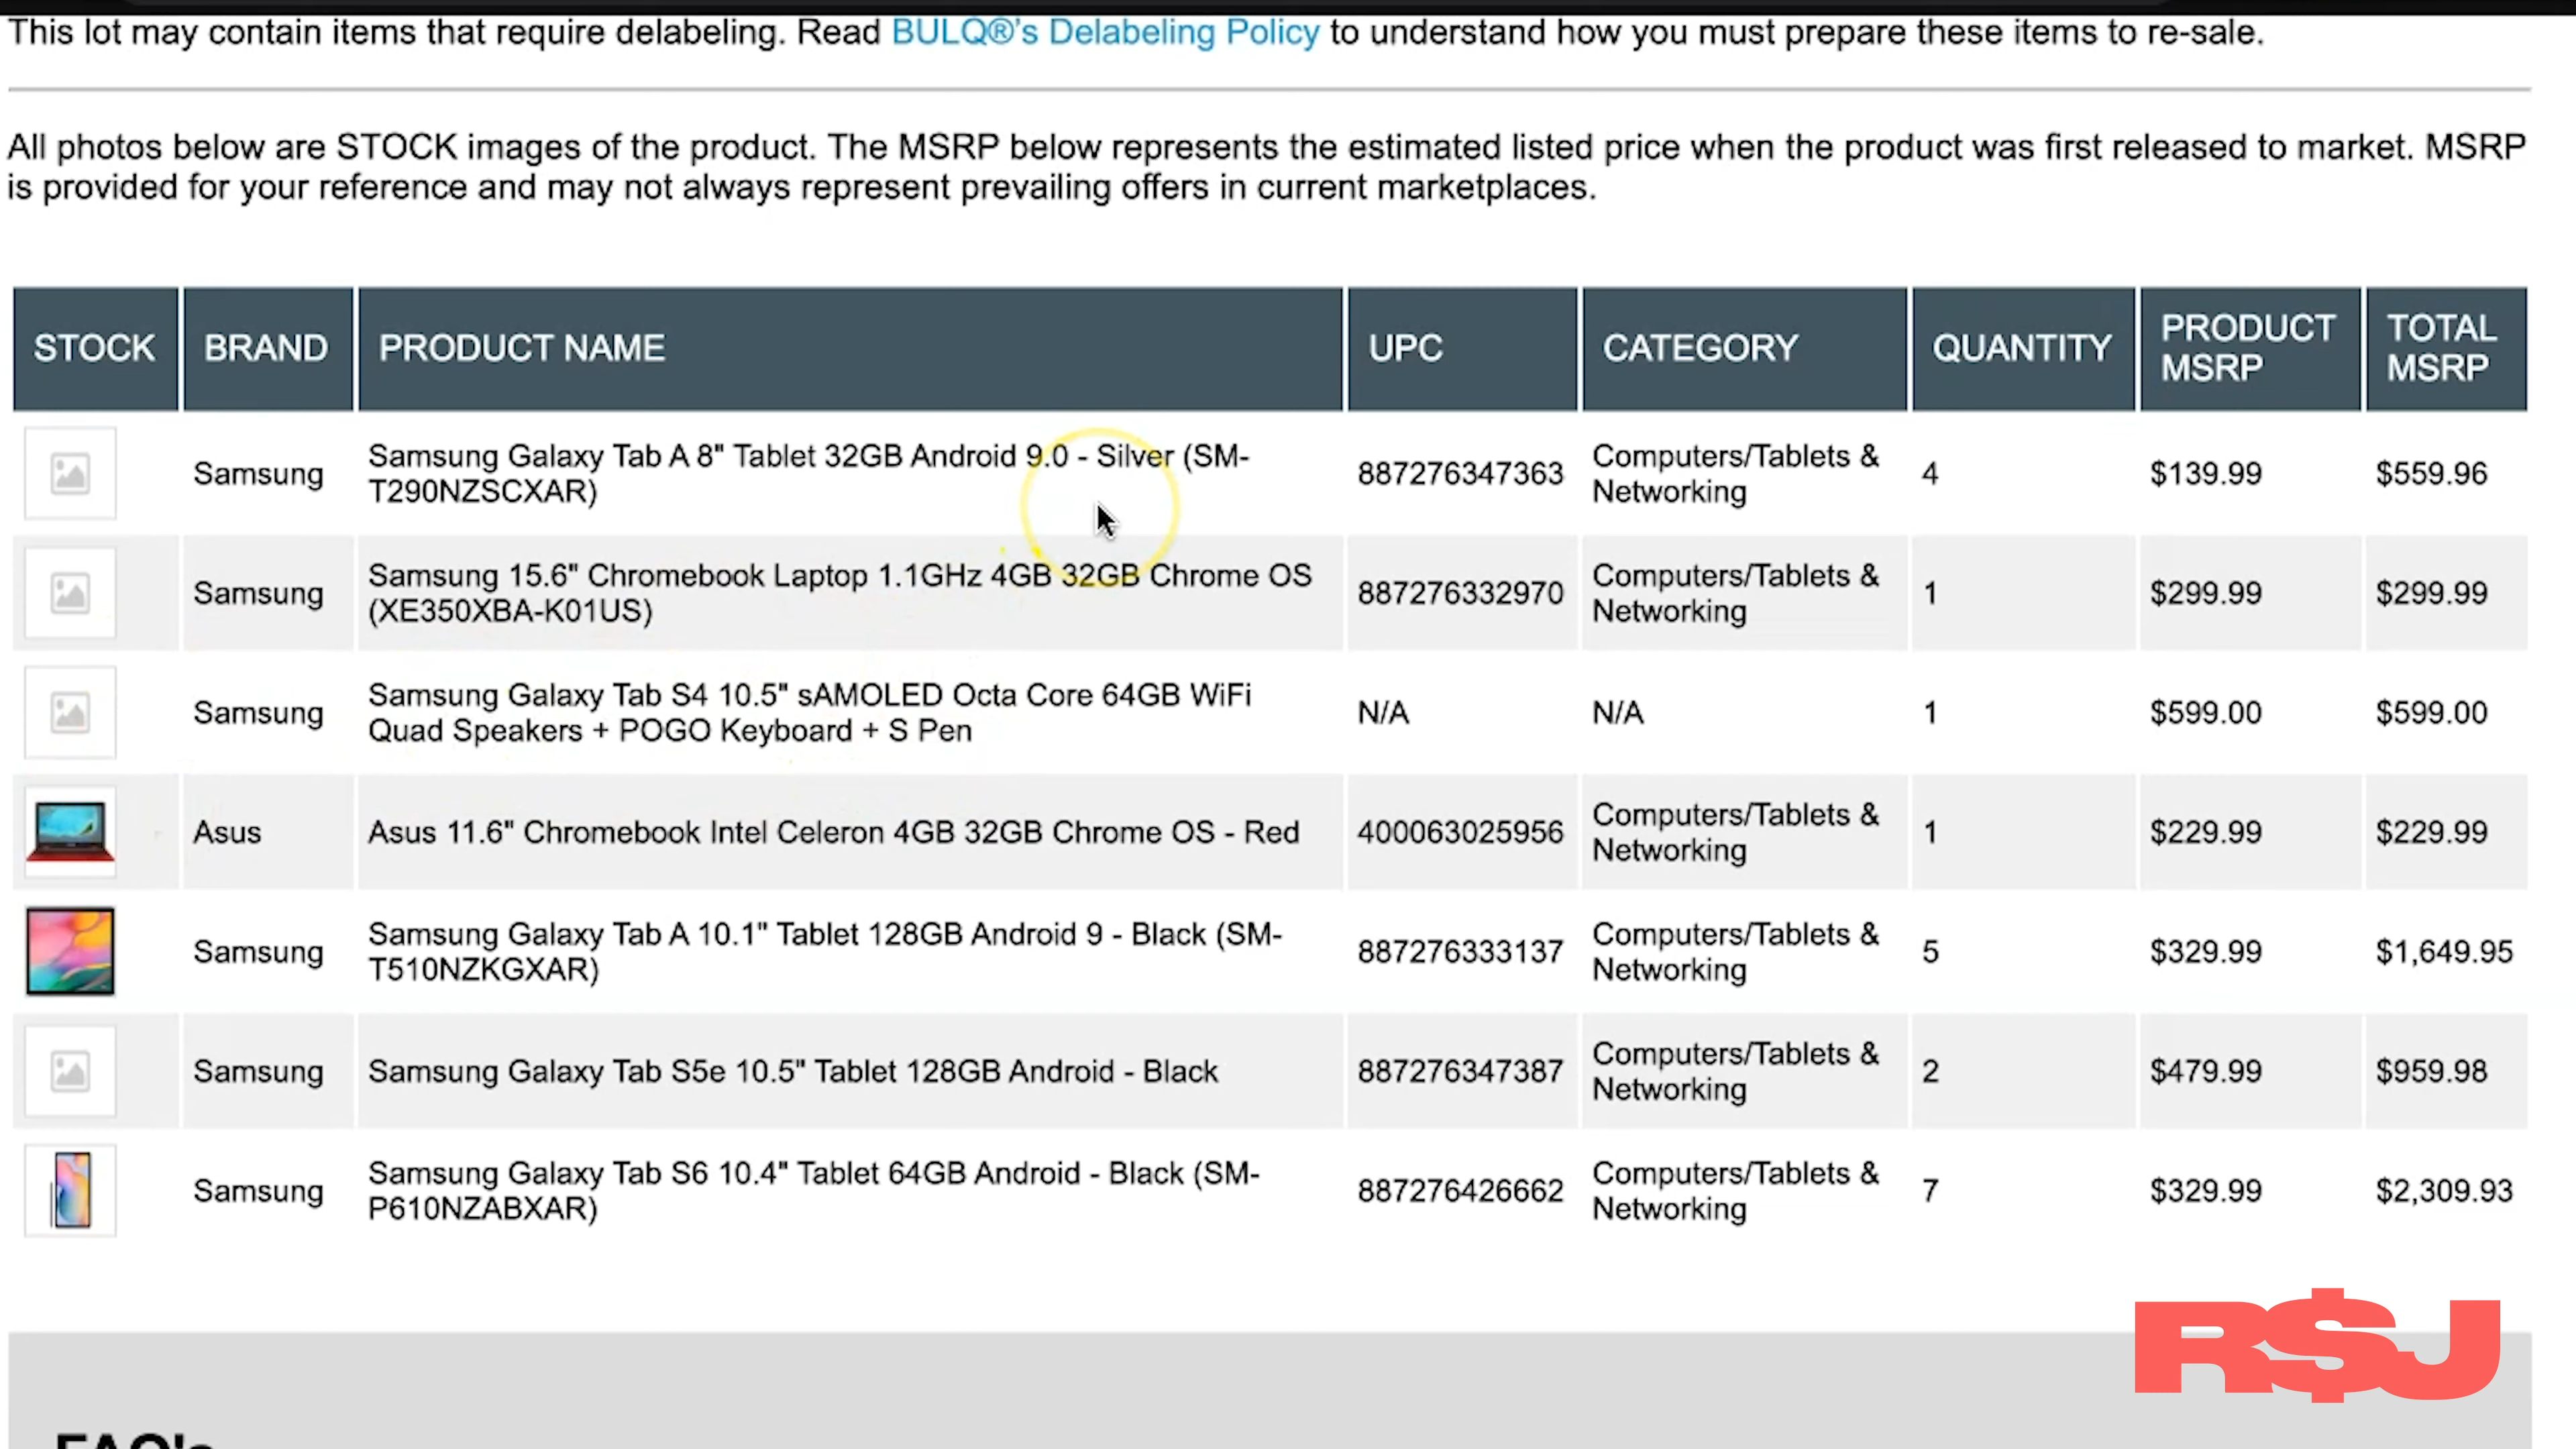 This lot may contain items that require delabeling. Read BULQ®'s Delabeling Policy to understand how you must prepare these items to re-sale.
All photos below are STOCK images of the product. The MSRP below represents the estimated listed price when the product was first released to market. MSRP
is provided for your reference and may not always represent prevailing offers in current marketplaces.
STOCK BRAND PRODUCT NAME UPC CATEGORY QUANTITY PRODUCT MSRP TOTAL MSRP
Samsung Samsung Galaxy Tab A 8" Tablet 32GB Android 9.0 - Silver (SM- 887276347363 Computers/Tablets & 4 $139.99 $559.96
T290NZSCXAR) Networking
Samsung Samsung 15.6" Chromebook Laptop 1.1GHz 4GB 32GB Chrome OS 887276332970 Computers/Tablets & 1 $299.99 $299.99
(XE350XBA-K01US) Networking
Samsung Samsung Galaxy Tab S4 10.5" sAMOLED Octa Core 64GB WiFi N/A N/A 1 $599.00 $599.00
Quad Speakers + POGO Keyboard + S Pen
Asus Asus 11.6" Chromebook Intel Celeron 4GB 32GB Chrome OS - Red 400063025956 Computers/Tablets & 1 $229.99 $229.99
Networking
Samsung Samsung Galaxy Tab A 10.1" Tablet 128GB Android 9 - Black (SM- 887276333137 Computers/Tablets & 5 $329.99 $1,649.95
T510NZKGXAR) Networking
Samsung Samsung Galaxy Tab S5e 10.5" Tablet 128GB Android - Black 887276347387 Computers/Tablets & 2 $479.99 $959.98
Networking
Samsung Samsung Galaxy Tab S6 10.4" Tablet 64GB Android - Black (SM- 887276426662 Computers/Tablets & 7 $329.99 $2,309.93
P610NZABXAR) Networking
R$J
FAQ's